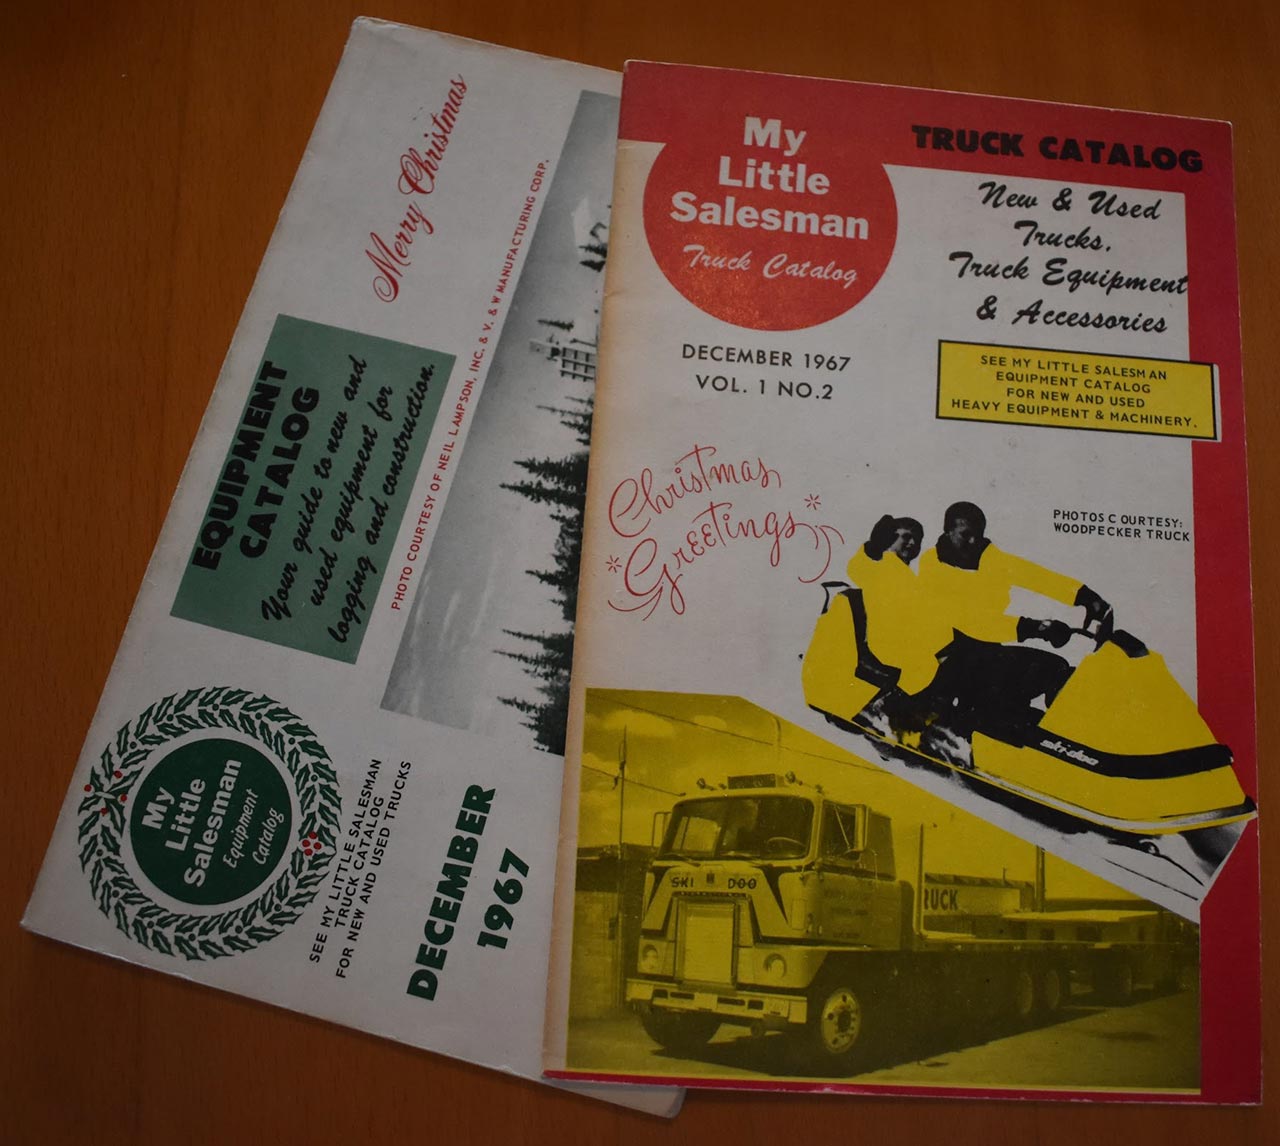 Merry Christmas
EQUIPMENT
CATALOG
Your guide to new and
used equipment for
logging and construction.
PHOTO COURTESY OF NEIL LAMPSON, INC. & V. & W MANUFACTURING CORP.
My
Little
Salesman
Equipment
Catalog
SEE MY LITTLE SALESMAN
TRUCK CATALOG
FOR NEW AND USED TRUCKS
DECEMBER
1967
My
Little
Salesman
Truck Catalog
TRUCK CATALOG
New & Used
Trucks,
Truck Equipment
& Accessories
DECEMBER 1967
VOL. 1 NO.2
SEE MY LITTLE SALESMAN
EQUIPMENT CATALOG
FOR NEW AND USED
HEAVY EQUIPMENT & MACHINERY.
Christmas
Greetings
PHOTOS COURTESY:
WOODPECKER TRUCK
ski-doo
SKI DOO
INTERNATIONAL
RUCK